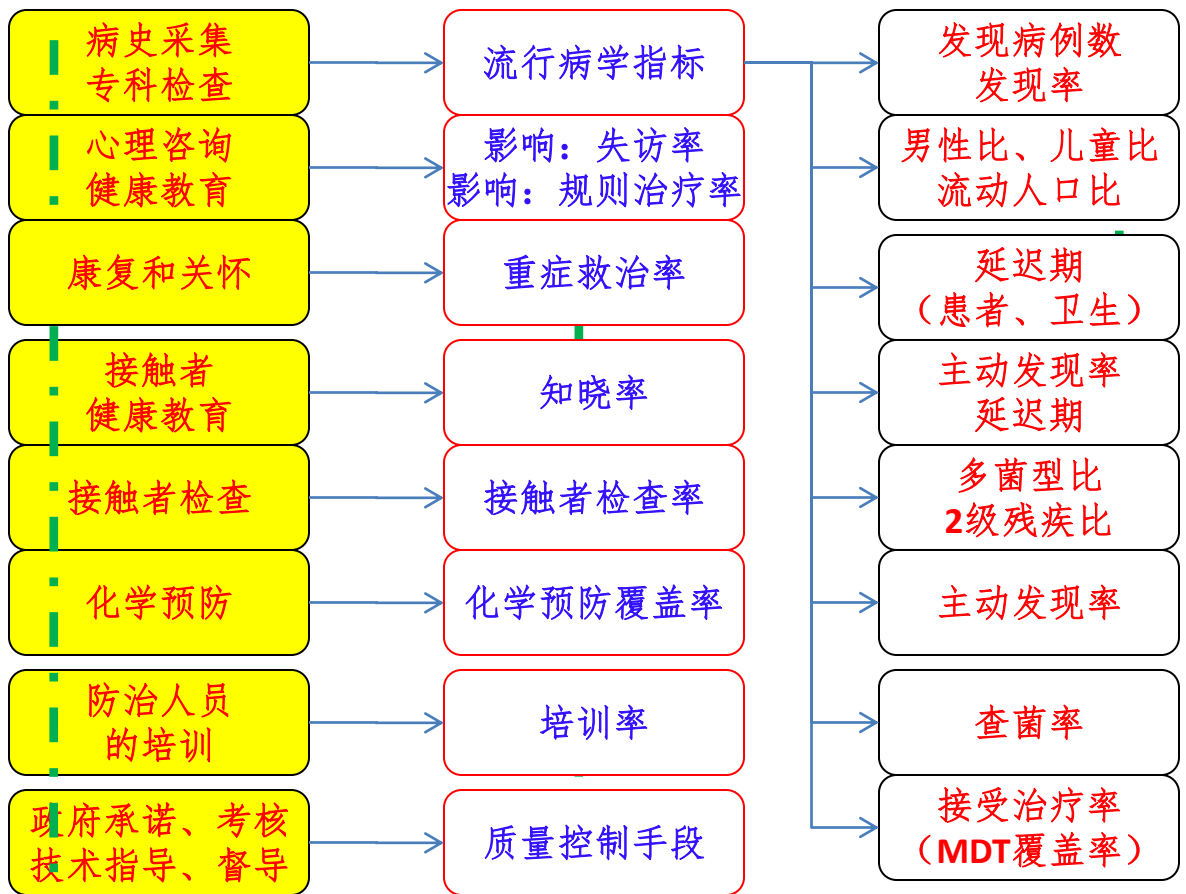 病史采集
专科检查
流行病学指标
发现病例数
发现率
心理咨询
健康教育
影响：失访率
影响：规则治疗率
男性比、儿童比
流动人口比
康复和关怀
重症救治率
延迟期
（患者、卫生）
接触者
健康教育
知晓率
主动发现率
延迟期
接触者检查
接触者检查率
多菌型比
2级残疾比
化学预防
化学预防覆盖率
主动发现率
防治人员
的培训
培训率
查菌率
政府承诺、考核
技术指导、督导
质量控制手段
接受治疗率
（MDT覆盖率）